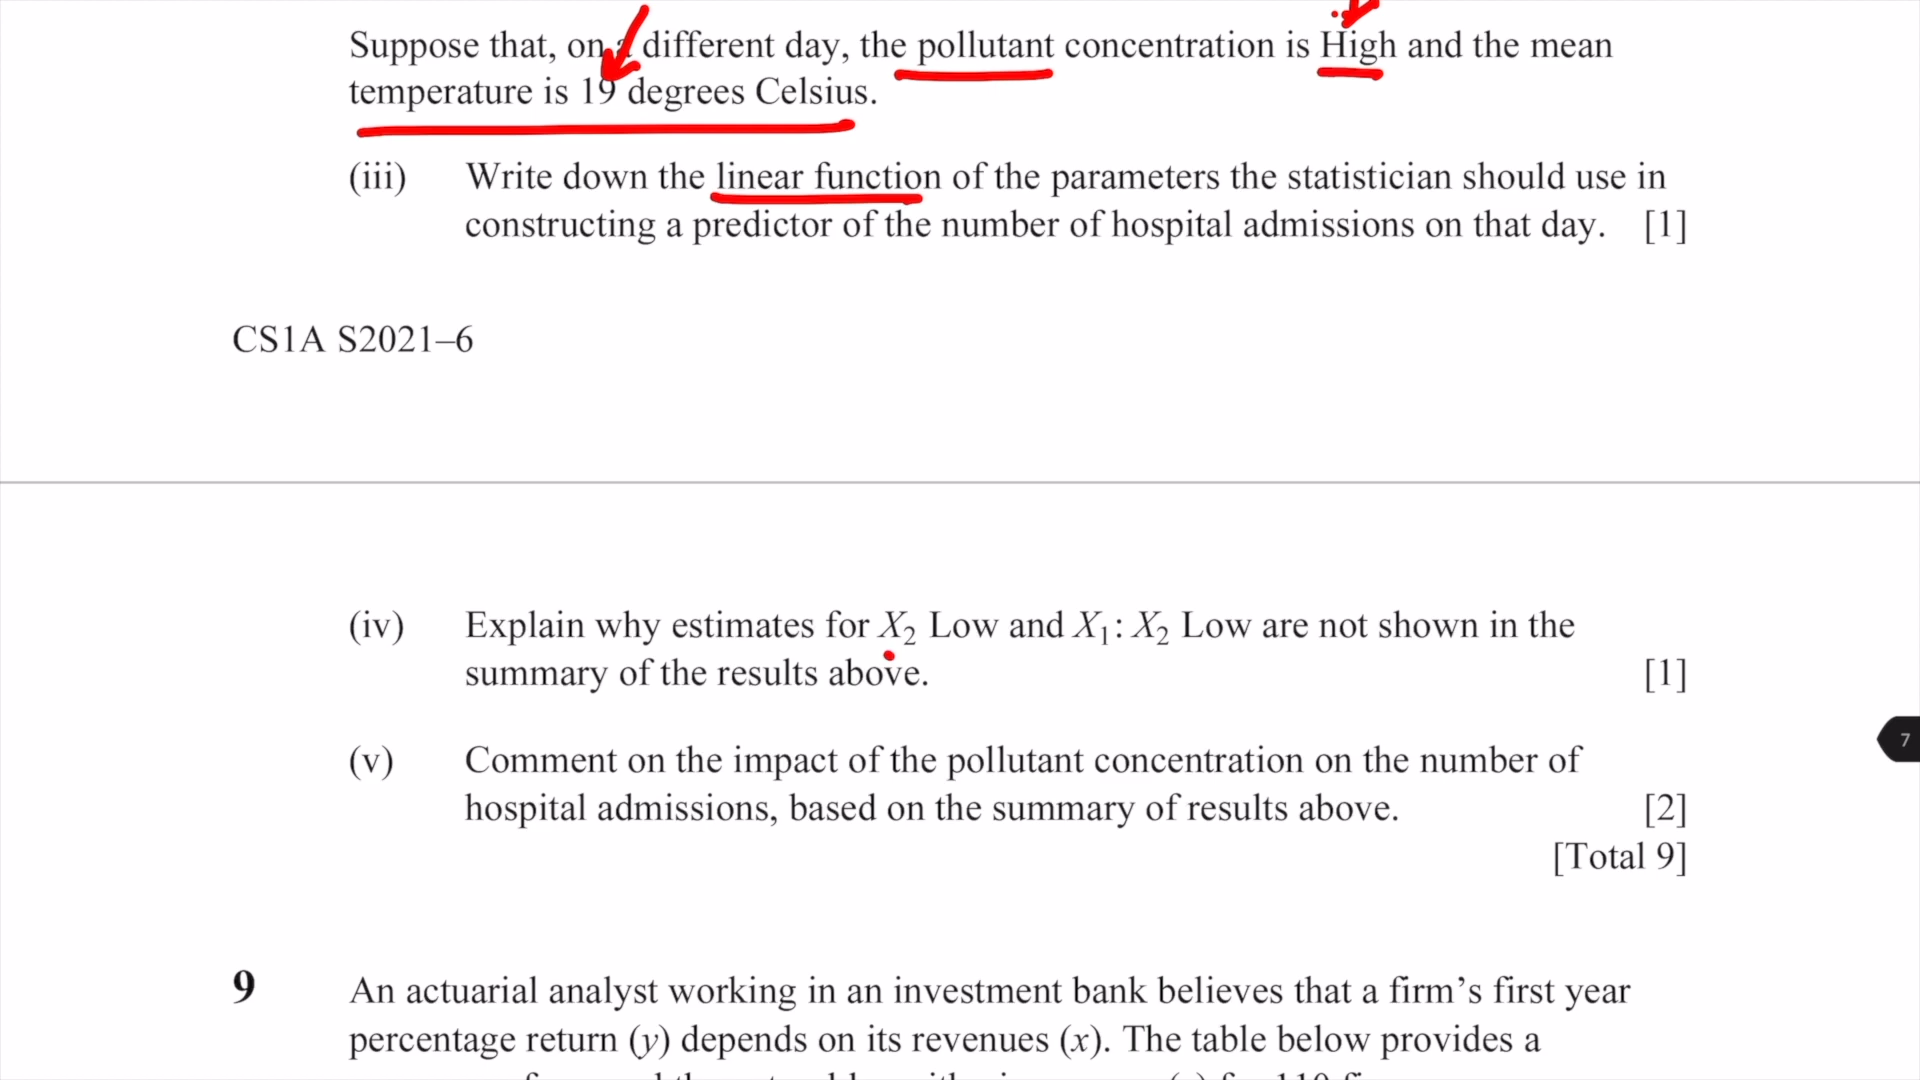 Suppose that, on a different day, the pollutant concentration is High and the mean
temperature is 19 degrees Celsius.
(iii) Write down the linear function of the parameters the statistician should use in
constructing a predictor of the number of hospital admissions on that day. [1]
CS1A S2021–6
(iv) Explain why estimates for X₂ Low and X₁: X₂ Low are not shown in the
summary of the results above. [1]
(v) Comment on the impact of the pollutant concentration on the number of
hospital admissions, based on the summary of results above. [2]
[Total 9]
7
9 An actuarial analyst working in an investment bank believes that a firm’s first year
percentage return (y) depends on its revenues (x). The table below provides a